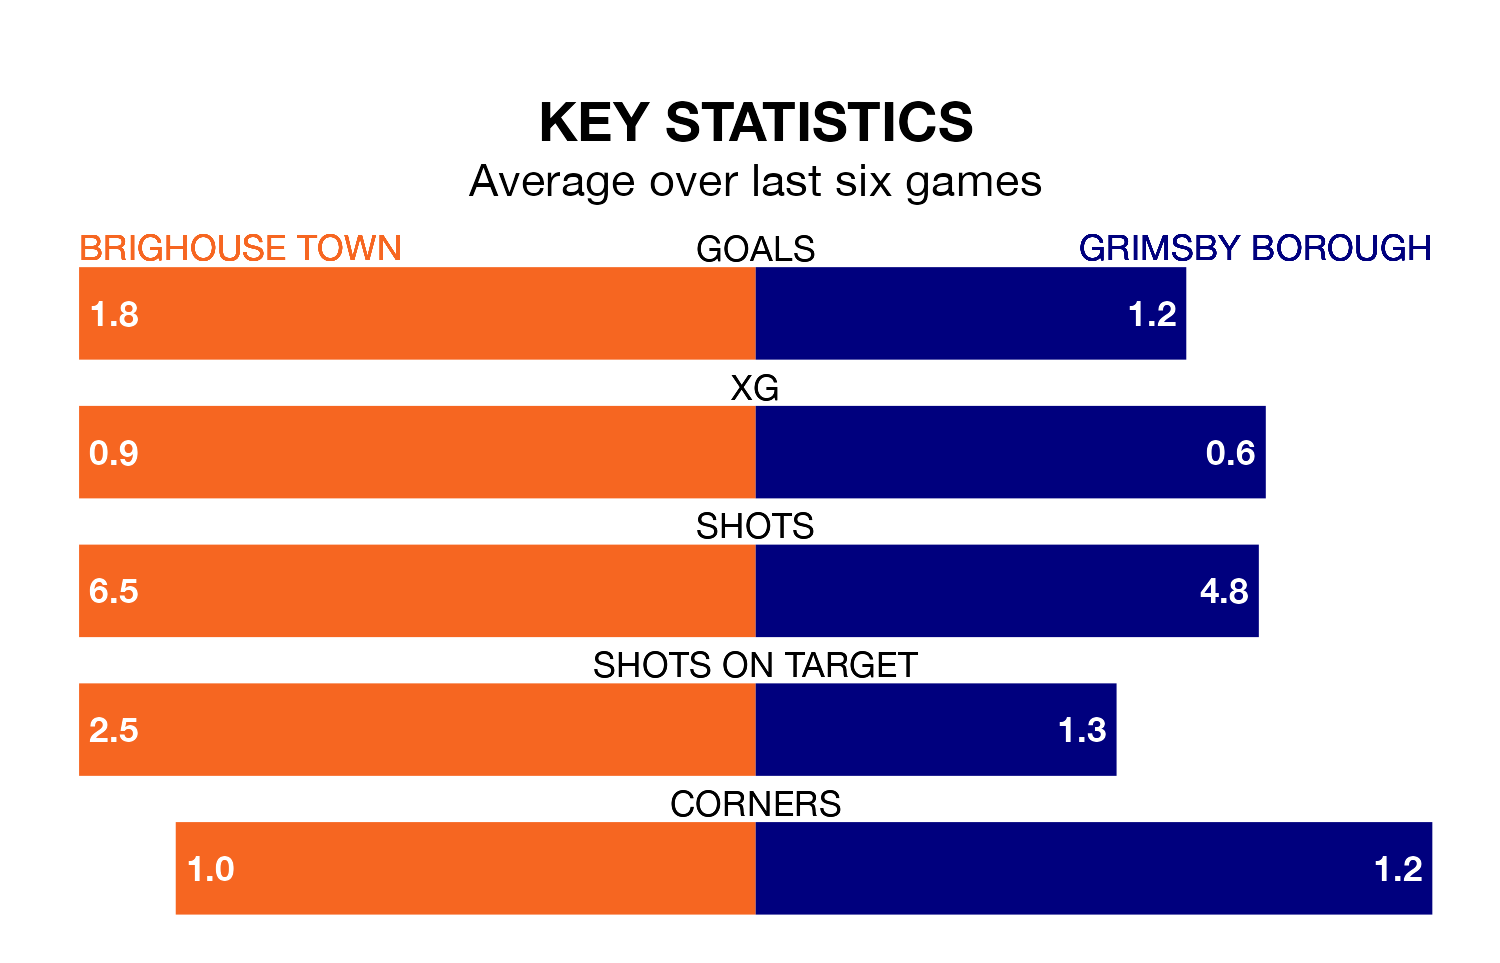 KEY STATISTICS
Average over last six games
BRIGHOUSE TOWN GOALS GRIMSBY BOROUGH
1.8 1.2
XG
0.9 0.6
SHOTS
6.5 4.8
SHOTS ON TARGET
2.5 1.3
CORNERS
1.0 1.2